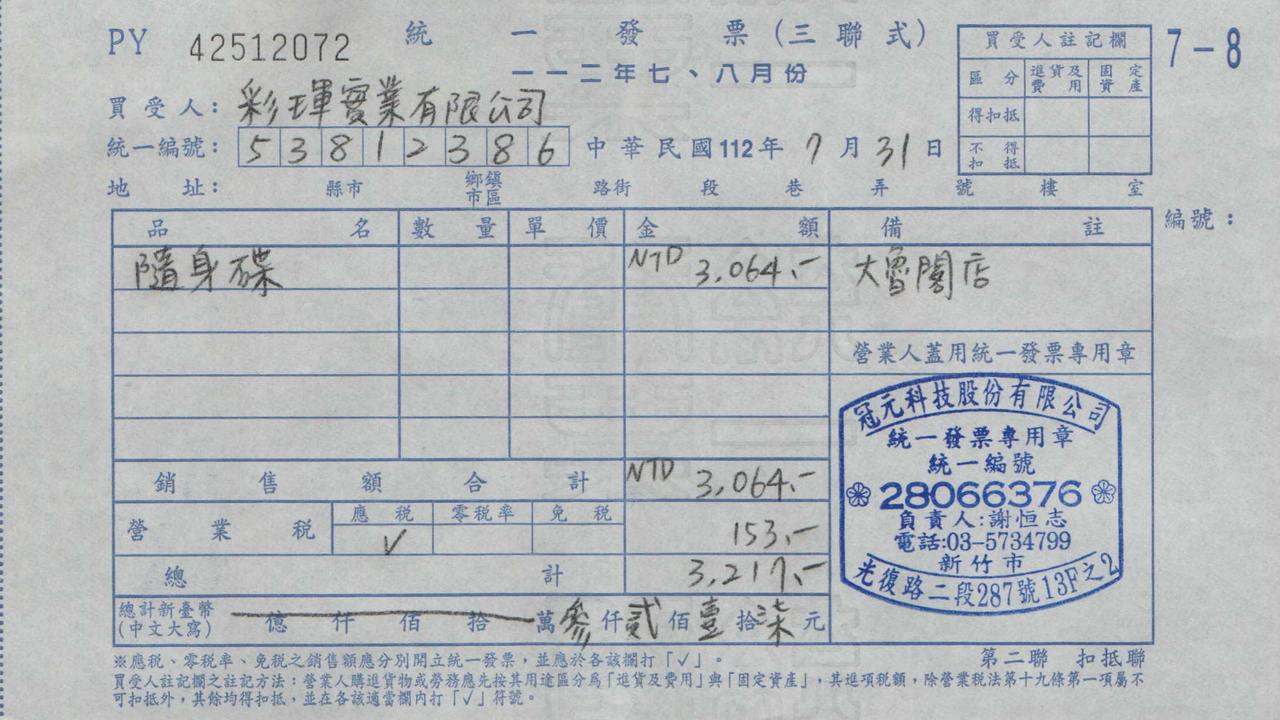 PY 42512072 統一發票(三聯式)
一一二年七、八月份
7-8
買受人註記欄
區分 進貨及費用 固定資產
得扣抵
不得扣抵
買受人: 彩琿實業有限公司
統一編號: 53812386 中華民國112年7月31日
地址: 縣市 鄉鎮市區 路街 段 巷 弄 號 樓 室
編號:
品名 數量 單價 金額 備註
隨身碟 NTD 3,064.- 大魯閣店
營業人蓋用統一發票專用章
冠元科技股份有限公司
統一發票專用章
統一編號
28066376
負責人:謝恒志
電話:03-5734799
新竹市
光復路二段287號13F之2
銷售額合計 NTD 3,064.-
營業稅 應稅 零稅率 免稅
√ 153.-
總計 3,217.-
總計新臺幣(中文大寫) 億仟佰拾萬參仟貳佰壹拾柒元
第二聯 扣抵聯
※應稅、零稅率、免稅之銷售額應分別開立統一發票,並應於各該欄打「√」。
買受人註記欄之註記方法:營業人購進貨物或勞務應先按其用途區分為「進貨及費用」與「固定資產」,其進項稅額,除營業稅法第十九條第一項屬不
可扣抵外,其餘均得扣抵,並在各該適當欄內打「√」符號。